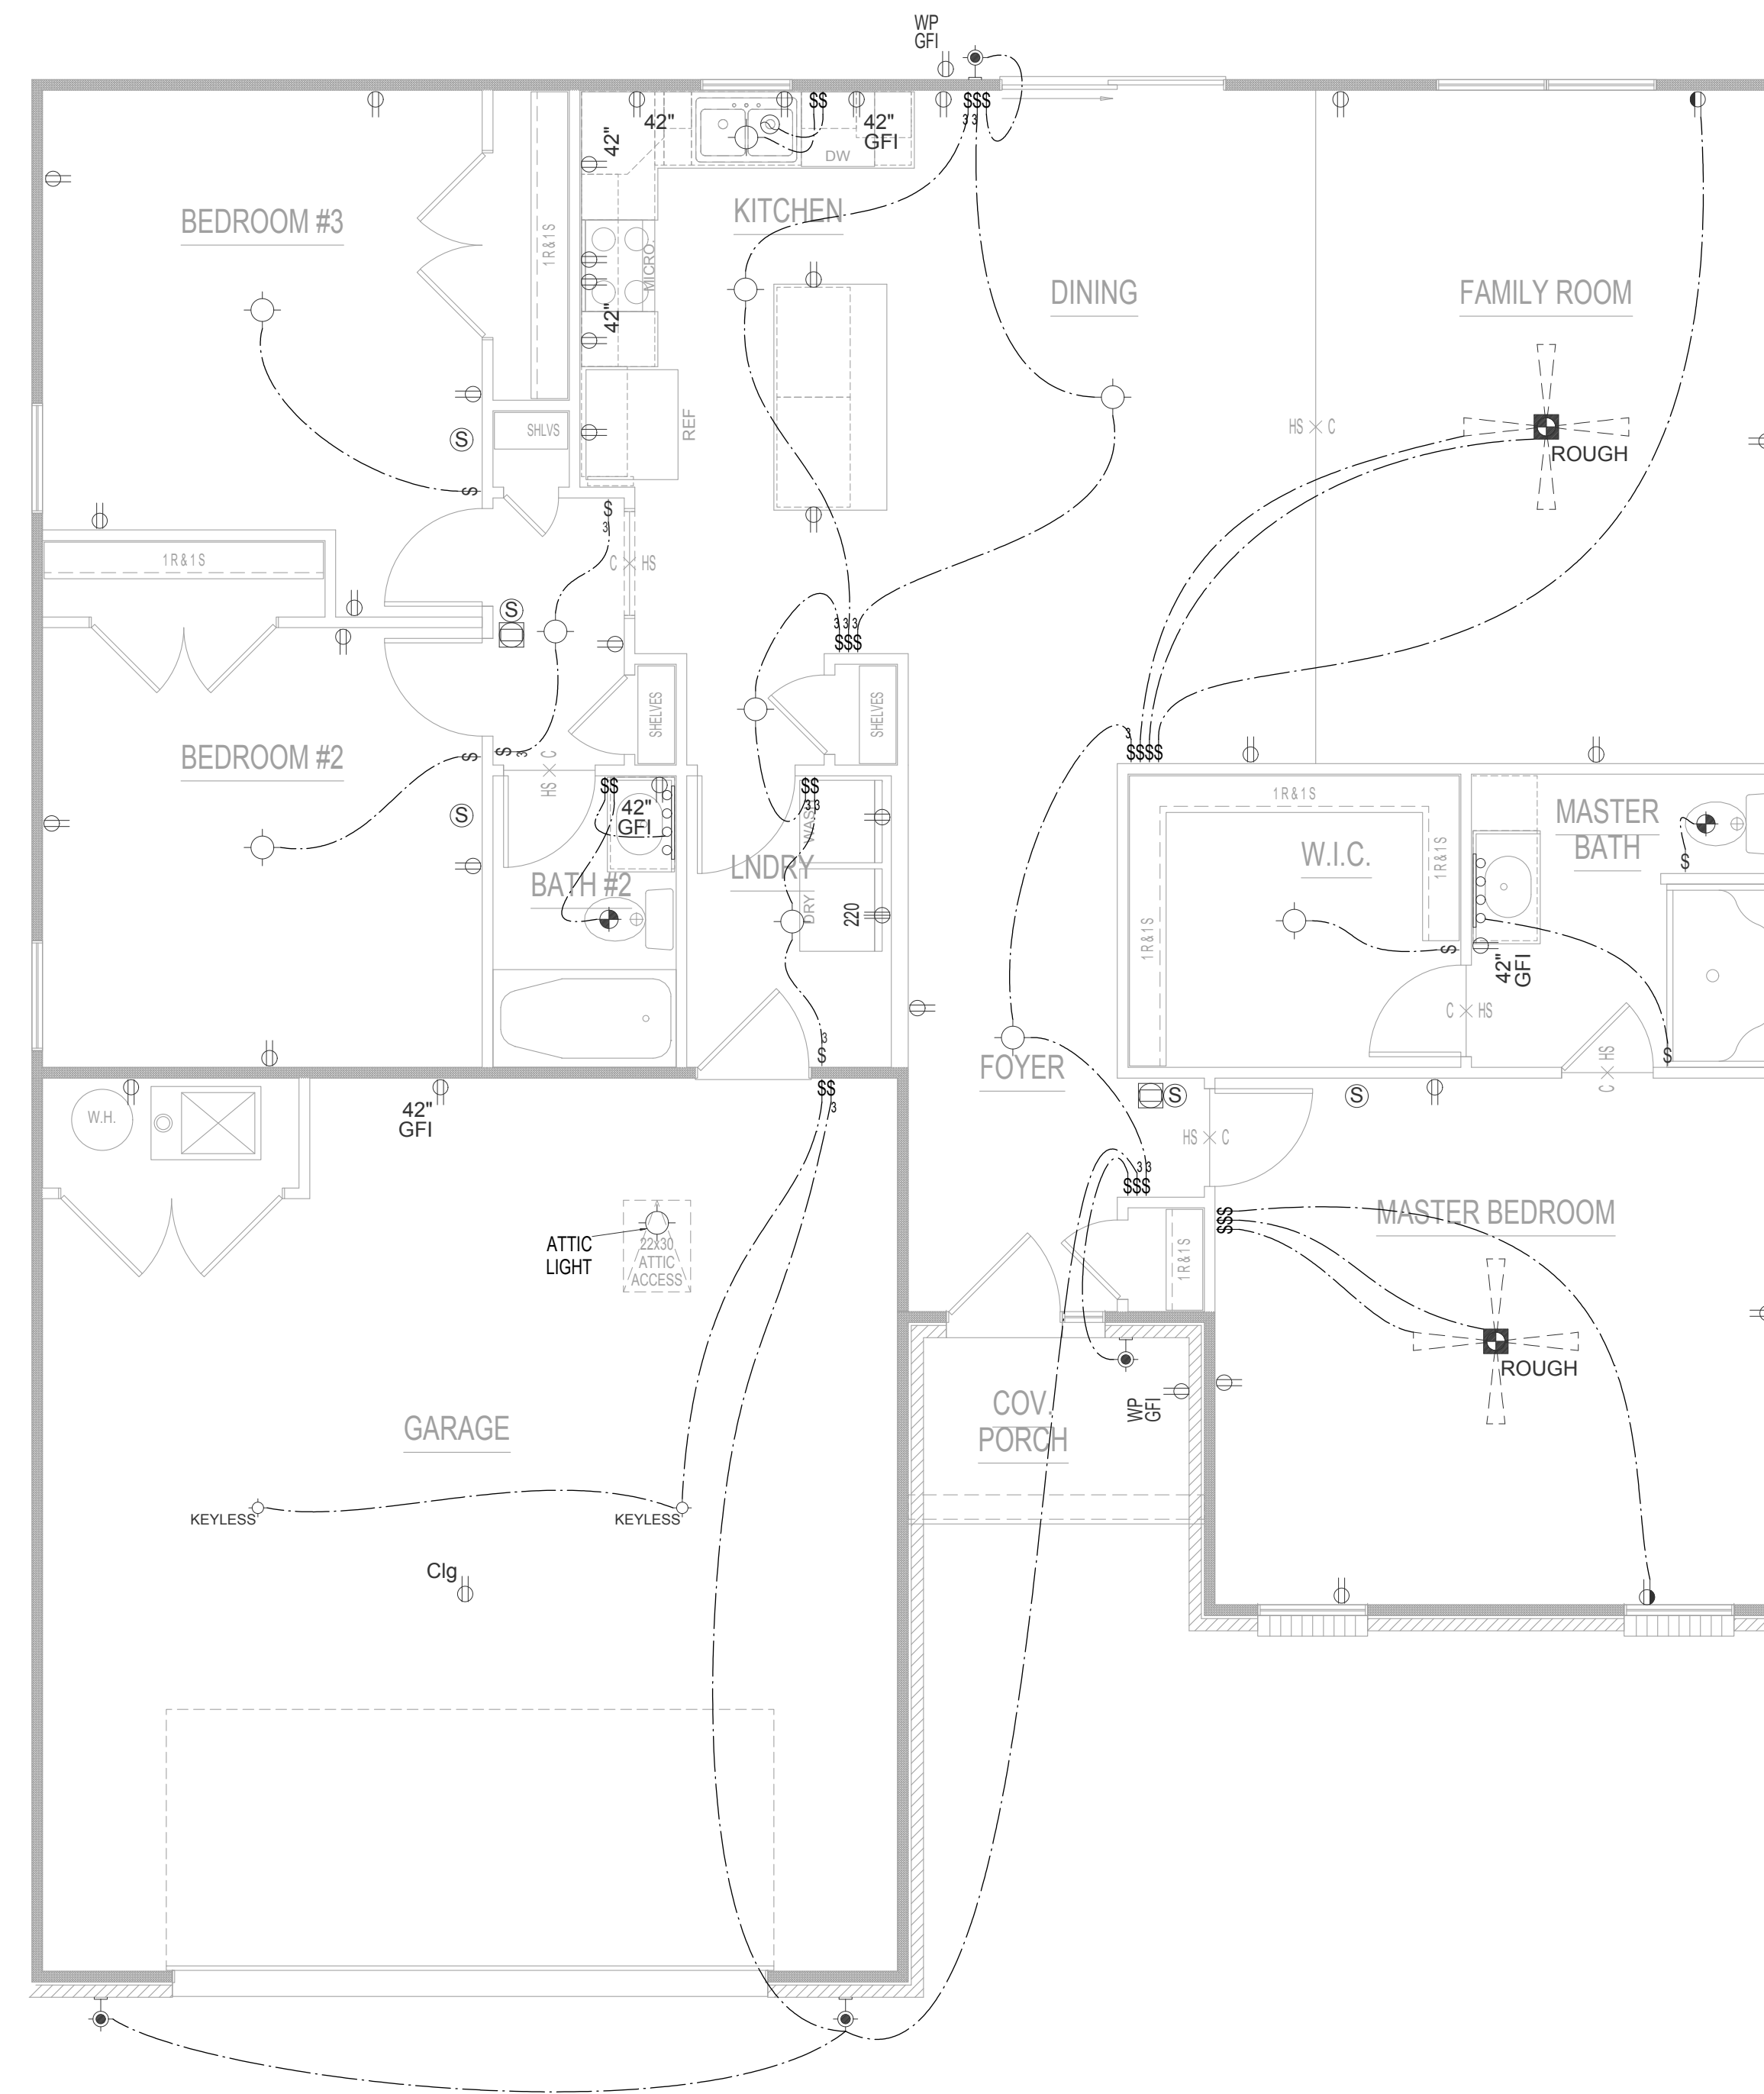 WP
GFI
$$
$$$
3 3
42"
42"
42"
GFI
DW
BEDROOM #3
1R&1S
MICRO.
KITCHEN
DINING
FAMILY ROOM
42"
REF
SHLVS
HS C
ROUGH
S
$
$
3
1R&1S
C HS
S
3 3 3
$$$
SHELVES
SHELVES
BEDROOM #2
$
$ 3
HS C
3
$$$$
$$
42"
GFI
$$
3 3
WASH
1R&1S
MASTER
BATH
S
BATH #2
LNDRY
DRY
220
W.I.C.
1R&1S
$
1R&1S
$
42"
GFI
C HS
3
$
FOYER
C HS
$
W.H.
42"
GFI
$$
3
S
S
HS C
3 3
$$$
$$$
MASTER BEDROOM
ATTIC
LIGHT
22x30
ATTIC
ACCESS
1R&1S
ROUGH
GARAGE
COV.
PORCH
WP
GFI
KEYLESS
KEYLESS
Clg